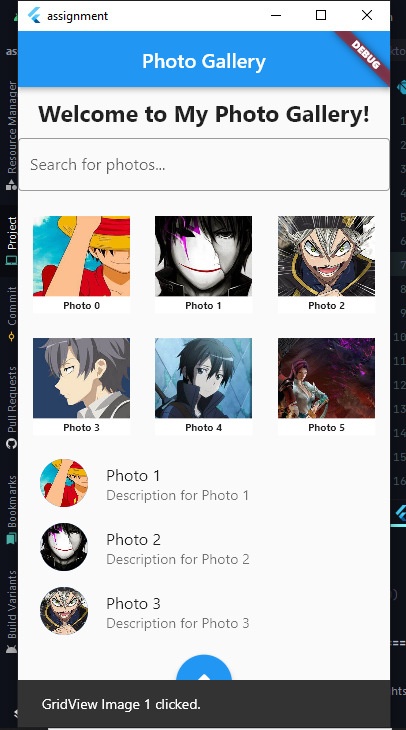 assignment
Photo Gallery
DEBUG
Welcome to My Photo Gallery!
Search for photos...
Photo 0
Photo 1
Photo 2
Photo 3
Photo 4
Photo 5
Photo 1
Description for Photo 1
Photo 2
Description for Photo 2
Photo 3
Description for Photo 3
GridView Image 1 clicked.
Resource Manager
Project
Commit
Pull Requests
Bookmarks
Build Variants